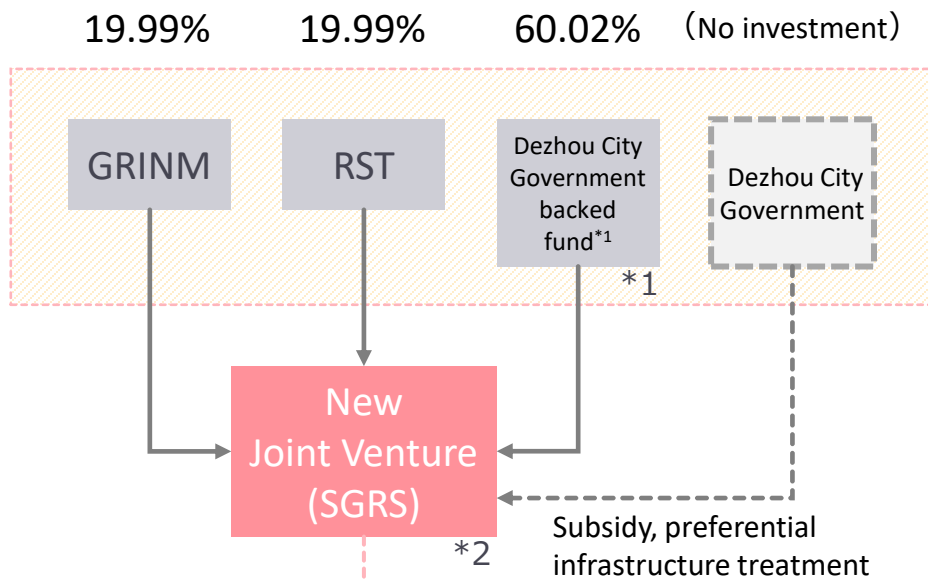 19.99%
19.99%
60.02%
（No investment）
GRINM
RST
Dezhou City
Government
backed
fund*1
Dezhou City
Government
*1
New
Joint Venture
(SGRS)
*2
Subsidy, preferential
infrastructure treatment